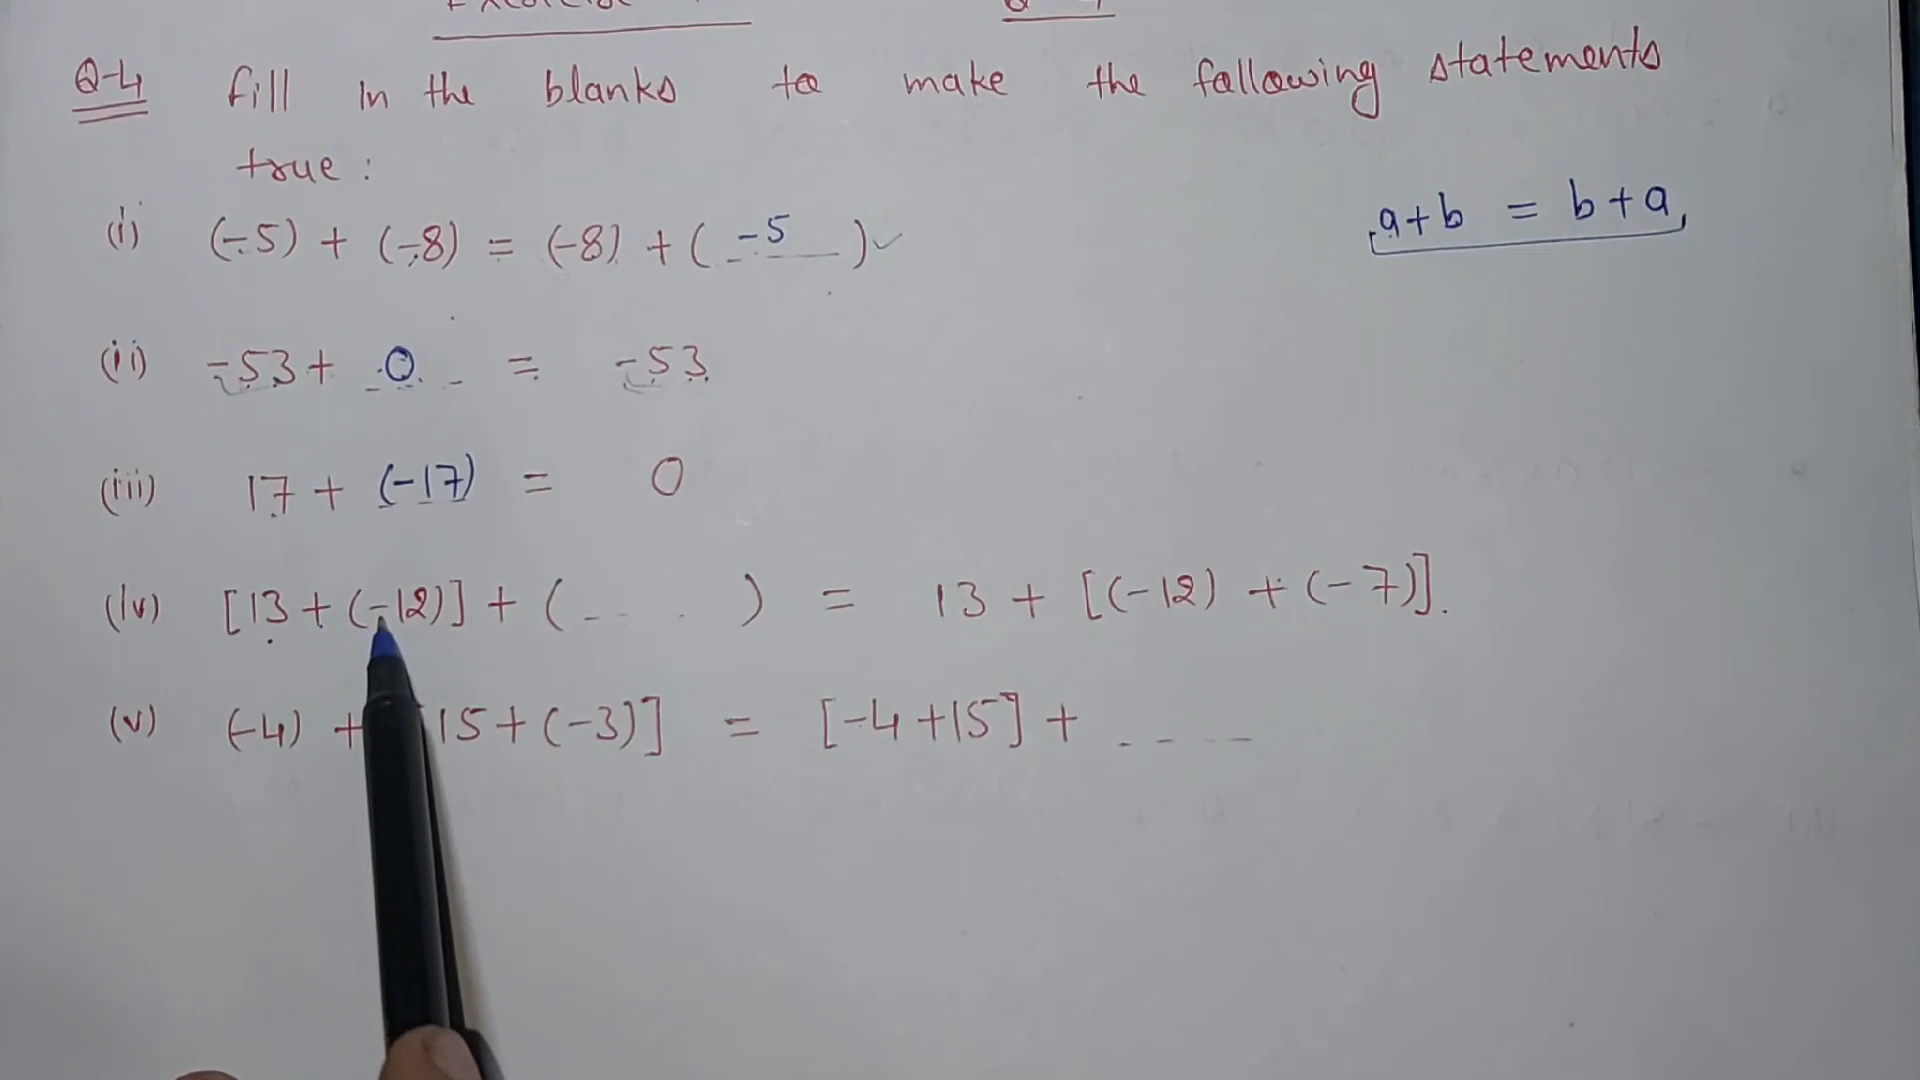 Q-4 Fill in the blanks to make the following statements
true :
(i) (-5) + (-8) = (-8) + ( -5 ) ✓
a+b = b+a
(ii) -53 + 0 = -53
(iii) 17 + (-17) = 0
(iv) [13 + (-12)] + ( _ _ _ ) = 13 + [(-12) + (-7)].
(v) (-4) + 15 + (-3)] = [-4 +15] + _ _ _ _